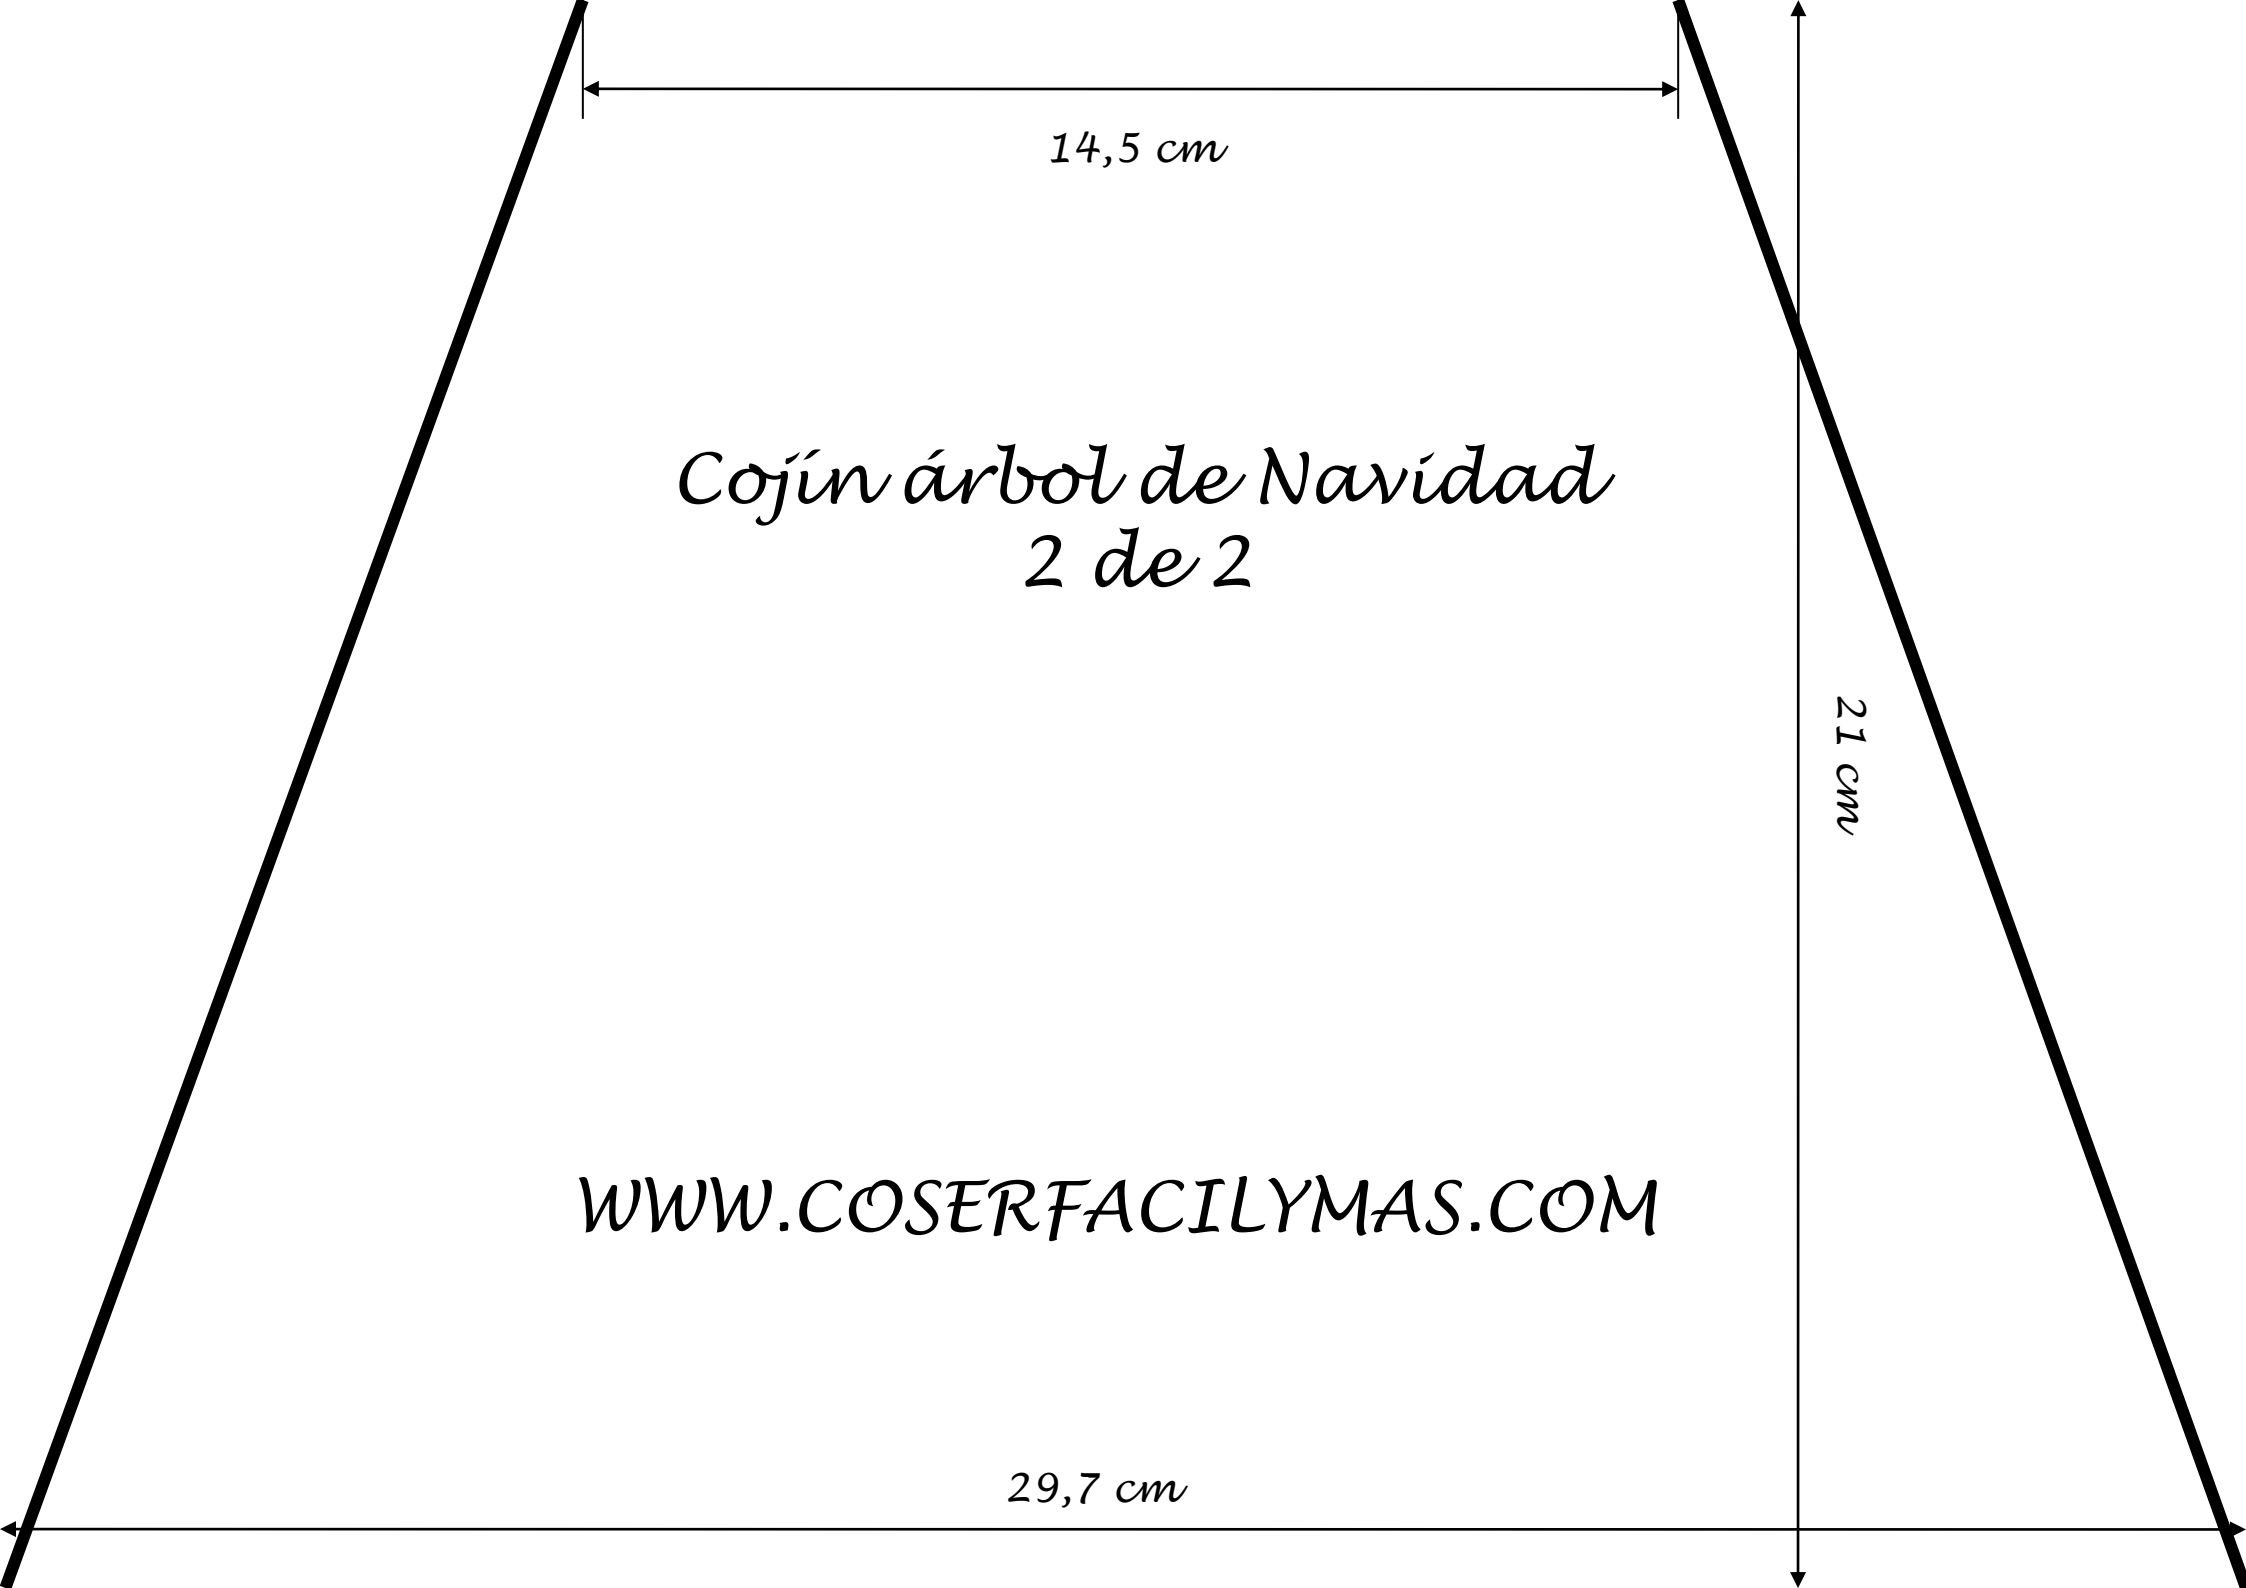 14,5 cm
Cojín árbol de Navidad
2 de 2
21 cm
WWW.COSERFACILYMAS.COM
29,7 cm